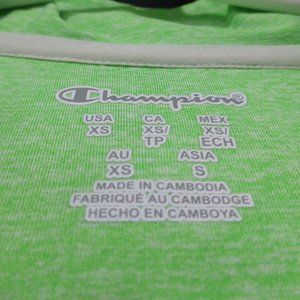 Champion
USA CA MEX
XS XS/ XS/
TP ECH
AU ASIA
XS S
MADE IN CAMBODIA
FABRIQUÉ AU CAMBODGE
HECHO EN CAMBOYA